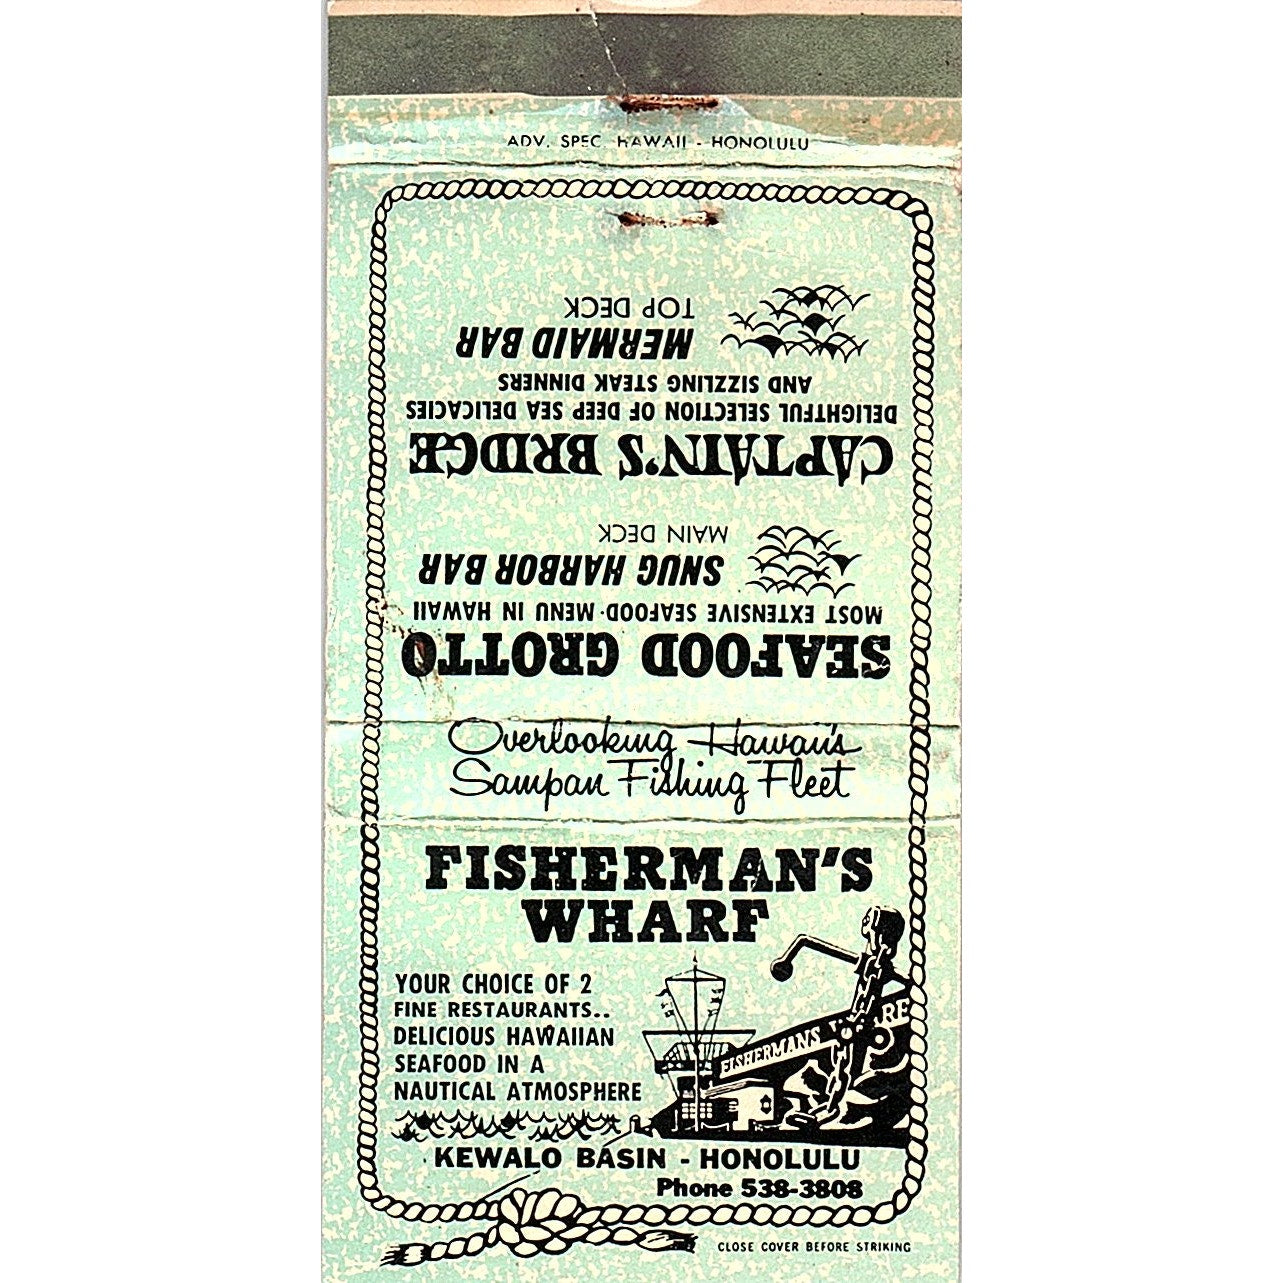 ADV. SPEC. HAWAII - HONOLULU
SEAFOOD GROTTO
MOST EXTENSIVE SEAFOOD-MENU IN HAWAII
SNUG HARBOR BAR
MAIN DECK
CAPTAIN'S BRIDGE
DELIGHTFUL SELECTION OF DEEP SEA DELICACIES
AND SIZZLING STEAK DINNERS
MERMAID BAR
TOP DECK
Overlooking Hawaii's
Sampan Fishing Fleet
FISHERMAN'S
WHARF
YOUR CHOICE OF 2
FINE RESTAURANTS..
DELICIOUS HAWAIIAN
SEAFOOD IN A
NAUTICAL ATMOSPHERE
FISHERMAN'S
KEWALO BASIN - HONOLULU
Phone 538-3808
CLOSE COVER BEFORE STRIKING